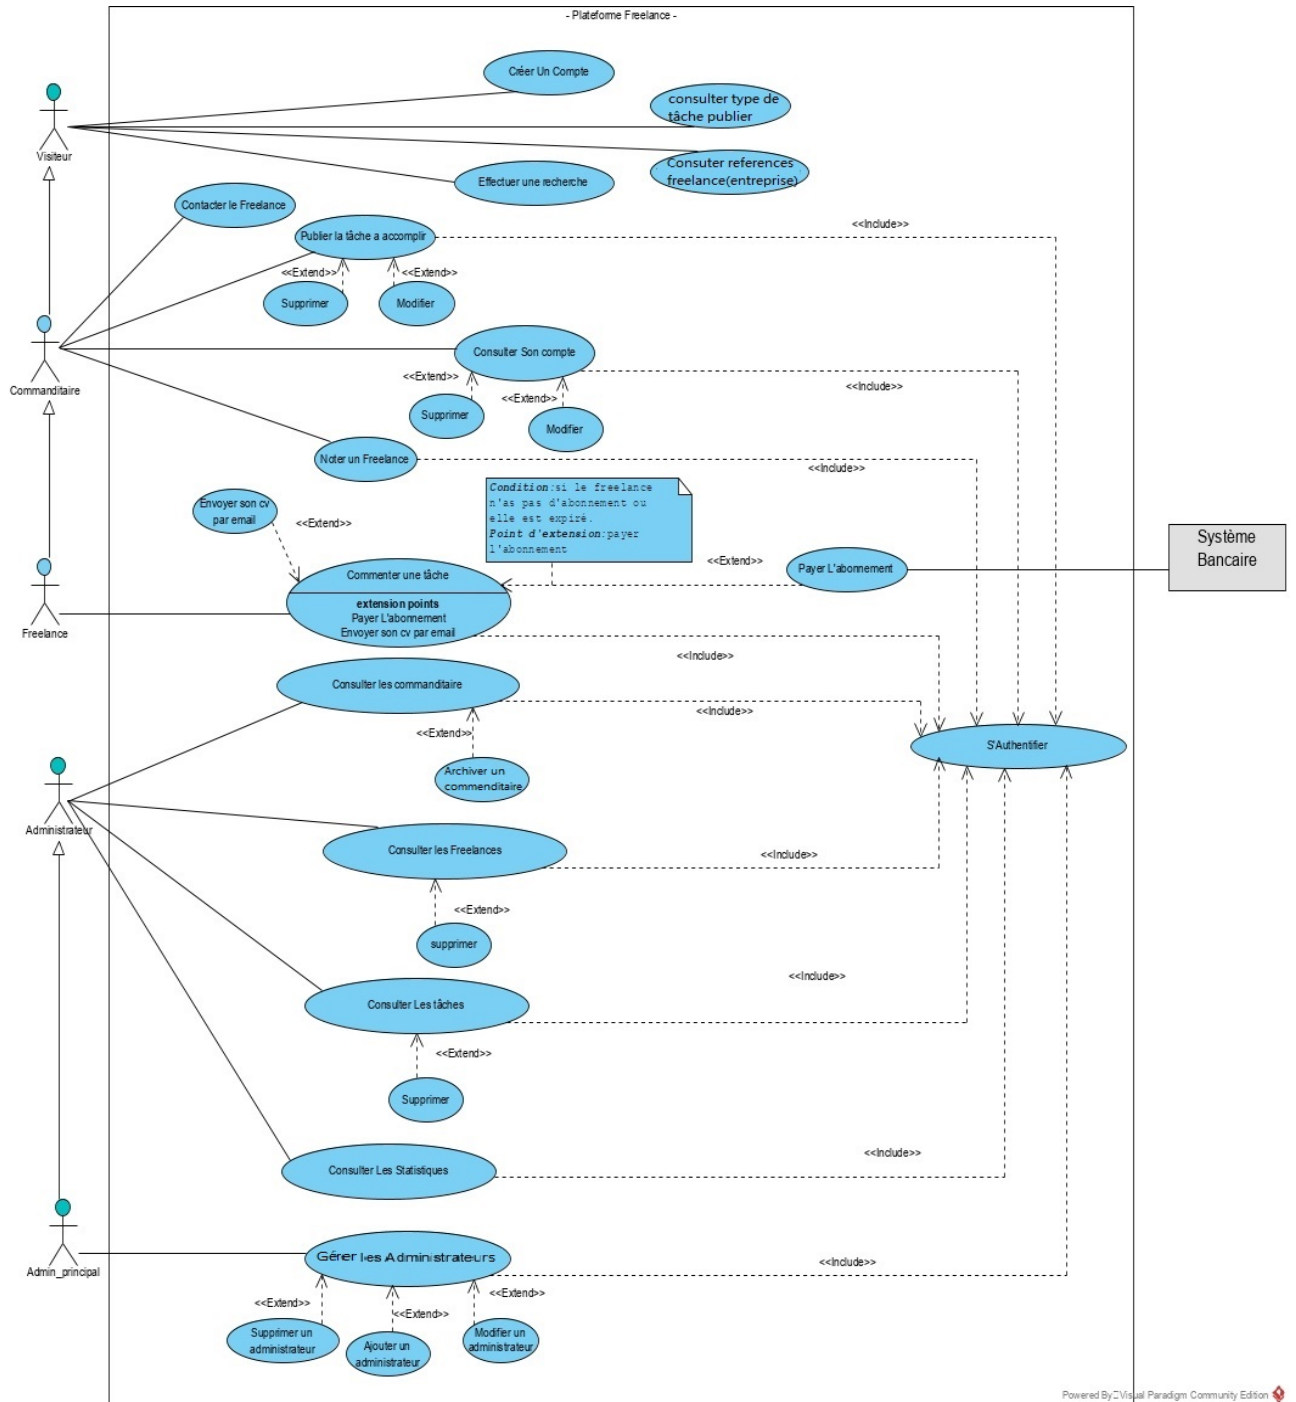 - Plateforme Freelance -
Créer Un Compte
consulter type de
tâche publier
Visiteur
Consuter references
freelance(entreprise)
Effectuer une recherche
Contacter le Freelance
<<Include>>
Publier la tâche a accomplir
<<Extend>>
<<Extend>>
Supprimer
Modifier
Commanditaire
Consulter Son compte
<<Extend>>
<<Include>>
<<Extend>>
Supprimer
Modifier
Noter un Freelance
<<Include>>
Condition:si le freelance
n'as pas d'abonnement ou
elle est expiré.
Point d'extension:payer
l'abonnement
Envoyer son cv
par email
<<Extend>>
Système
Bancaire
<<Extend>>
Payer L'abonnement
Commenter une tâche
extension points
Payer L'abonnement
Envoyer son cv par email
Freelance
<<Include>>
Consulter les commanditaire
<<Include>>
<<Extend>>
S'Authentifier
Archiver un
commenditaire
Administrateur
Consulter les Freelances
<<Include>>
<<Extend>>
supprimer
<<Include>>
Consulter Les tâches
<<Extend>>
Supprimer
<<Include>>
Consulter Les Statistiques
Gérer les Administrateurs
<<Include>>
Admin_principal
<<Extend>>
<<Extend>>
<<Extend>>
Supprimer un
administrateur
Ajouter un
administrateur
Modifier un
administrateur
Powered By Visual Paradigm Community Edition